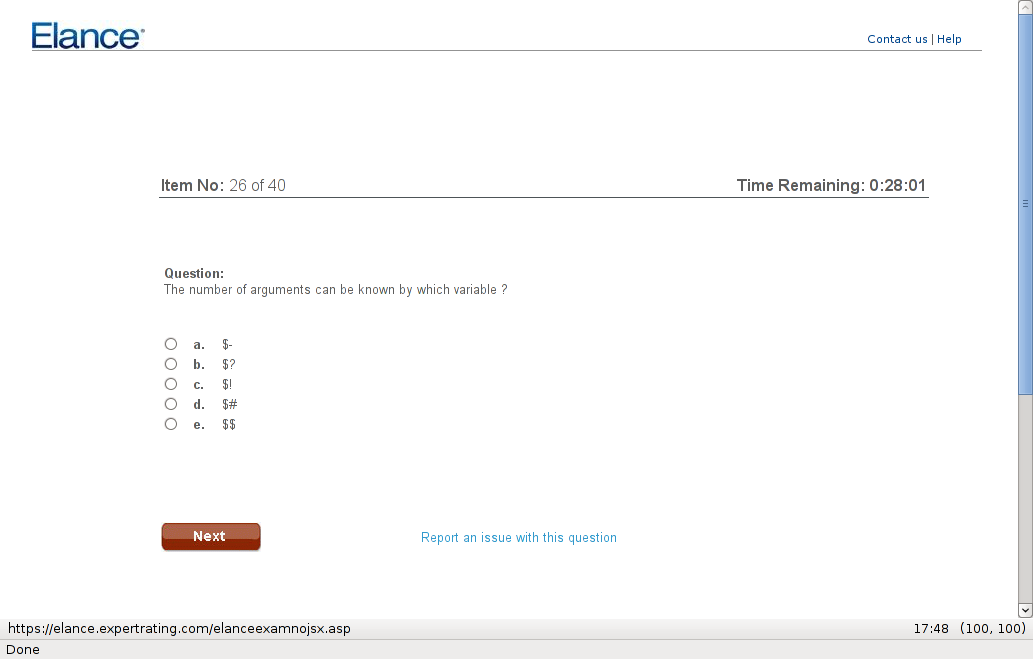 Elance®
Contact us | Help
Item No: 26 of 40
Time Remaining: 0:28:01
Question:
The number of arguments can be known by which variable ?
a. $-
b. $?
c. $!
d. $#
e. $$
Next
Report an issue with this question
https://elance.expertrating.com/elanceexamnojsx.asp
17:48 (100, 100)
Done